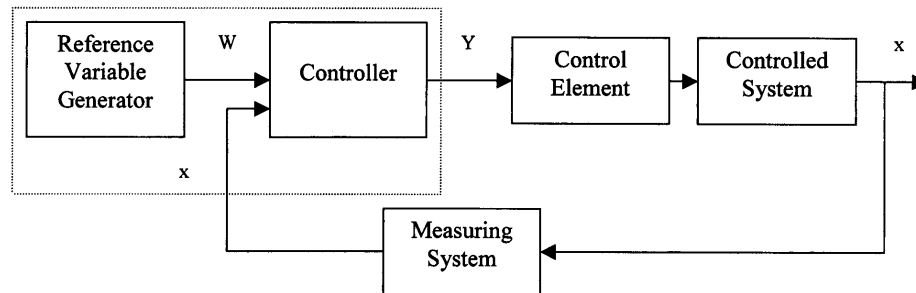 Reference
Variable
Generator
W
Controller
Y
Control
Element
Controlled
System
x
x
Measuring
System